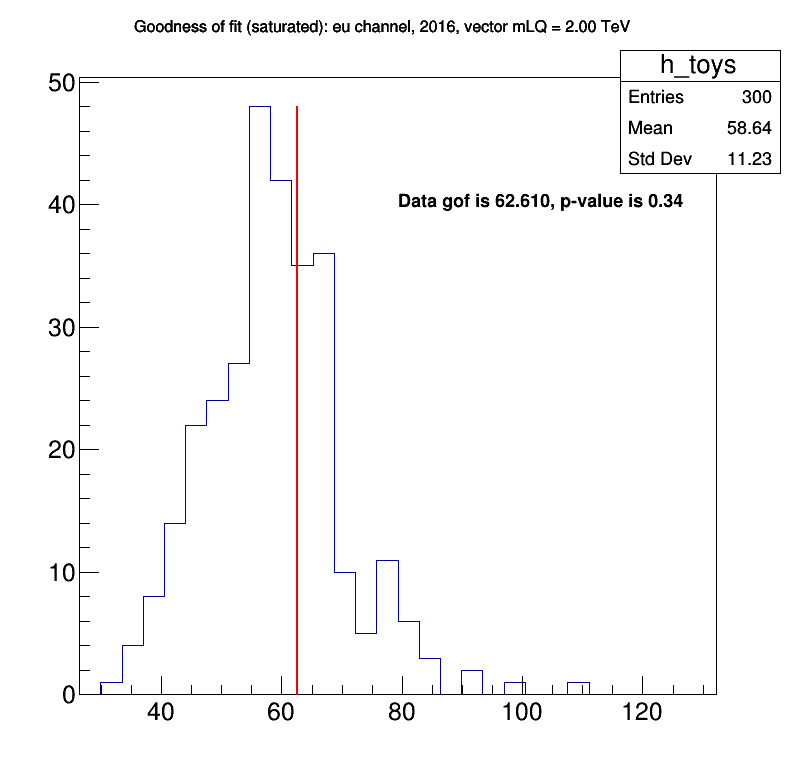 Goodness of fit (saturated): eu channel, 2016, vector mLQ = 2.00 TeV
h_toys
Entries 300
Mean 58.64
Std Dev 11.23
Data gof is 62.610, p-value is 0.34
50
40
30
20
10
0
40 60 80 100 120